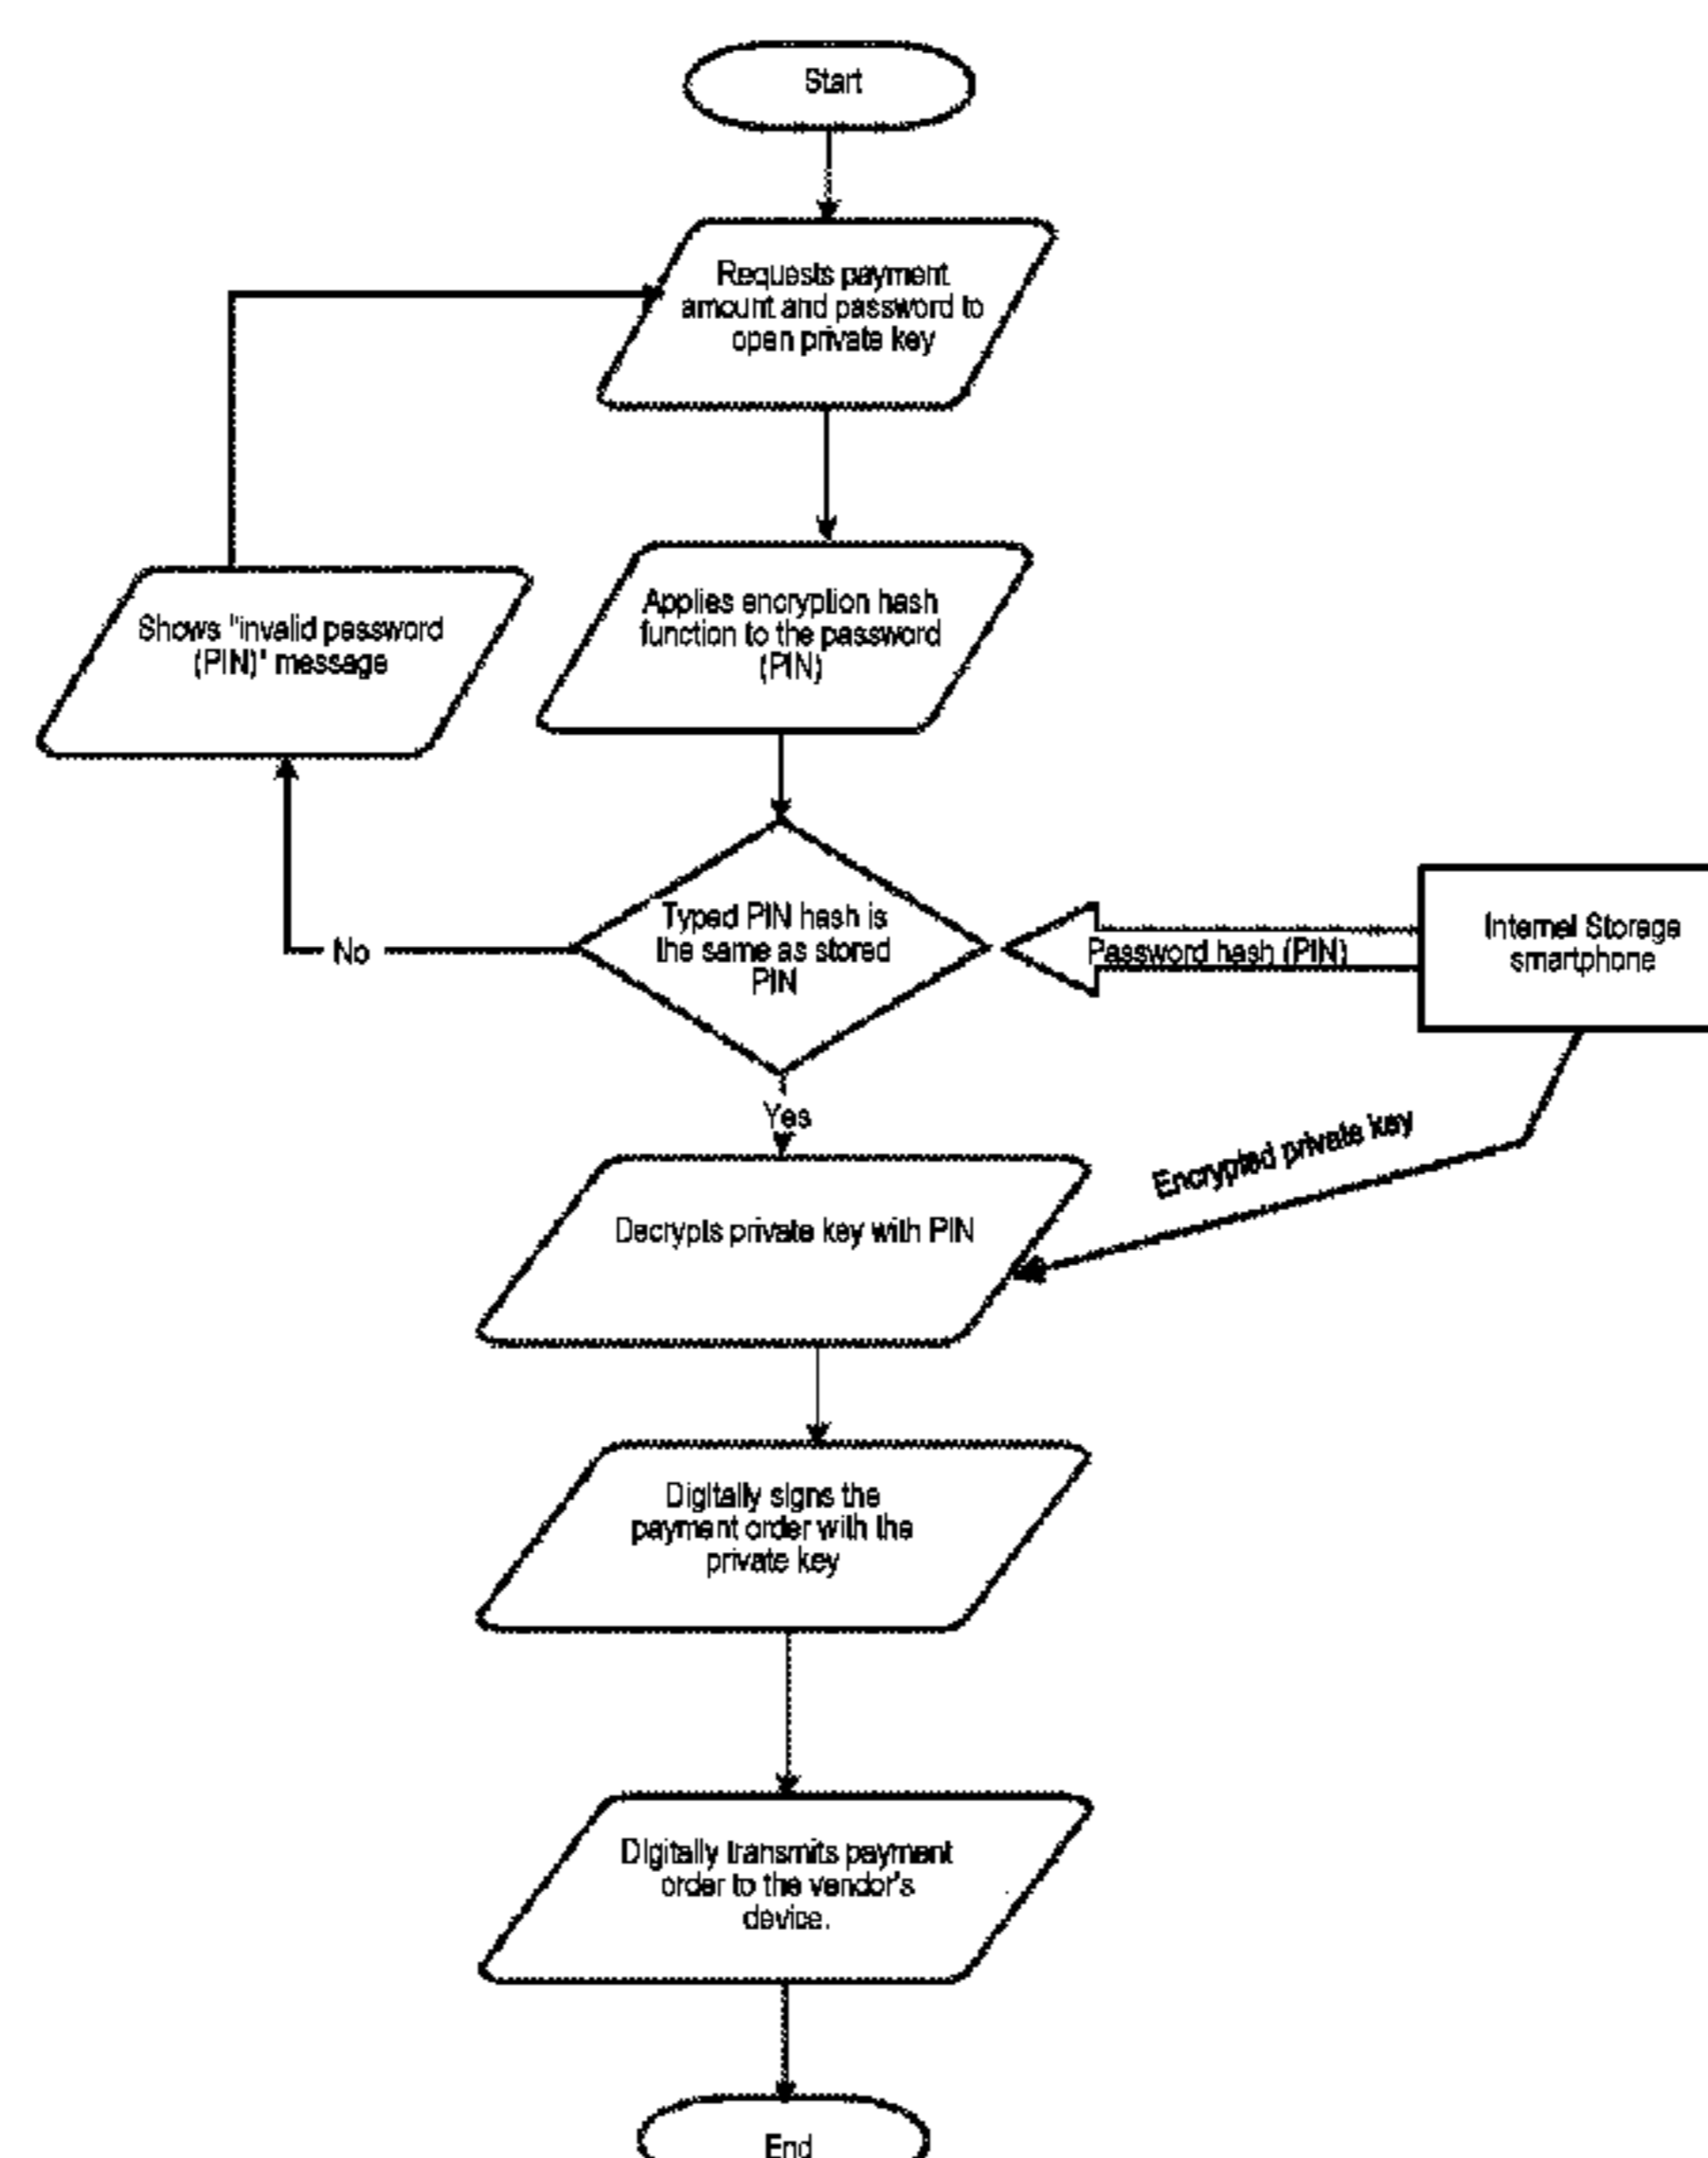 Start
Requests payment
amount and password to
open private key
Shows "invalid password
(PIN)" message
Applies encryption hash
function to the password
(PIN)
Typed PIN hash is
the same as stored
PIN
No
Password hash (PIN)
Internel Storage
smartphone
Yes
Encrypted private key
Decrypts private key with PIN
Digitally signs the
payment order with the
private key
Digitally transmits payment
order to the vendor's
device.
End